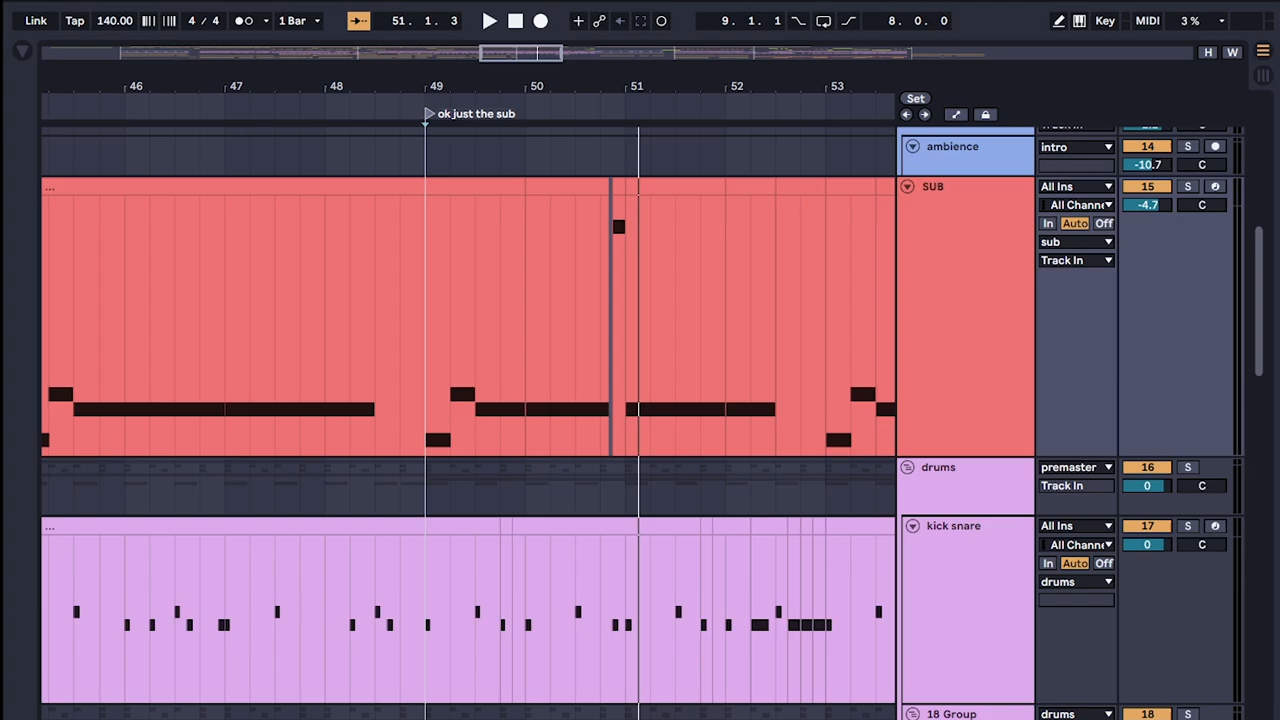 Link Tap 140.00 4 / 4 1 Bar 51. 1. 3 9. 1. 1 8. 0. 0 Key MIDI 3 %
H W
46 47 48 49 50 51 52 53
Set
ok just the sub
ambience intro 14 S
-10.7 C
... SUB All Ins 15 S
All Channe -4.7 C
In Auto Off
sub
Track In
drums premaster 16 S
Track In 0 C
... kick snare All Ins 17 S
All Channe 0 C
In Auto Off
drums
18 Group drums 18 S